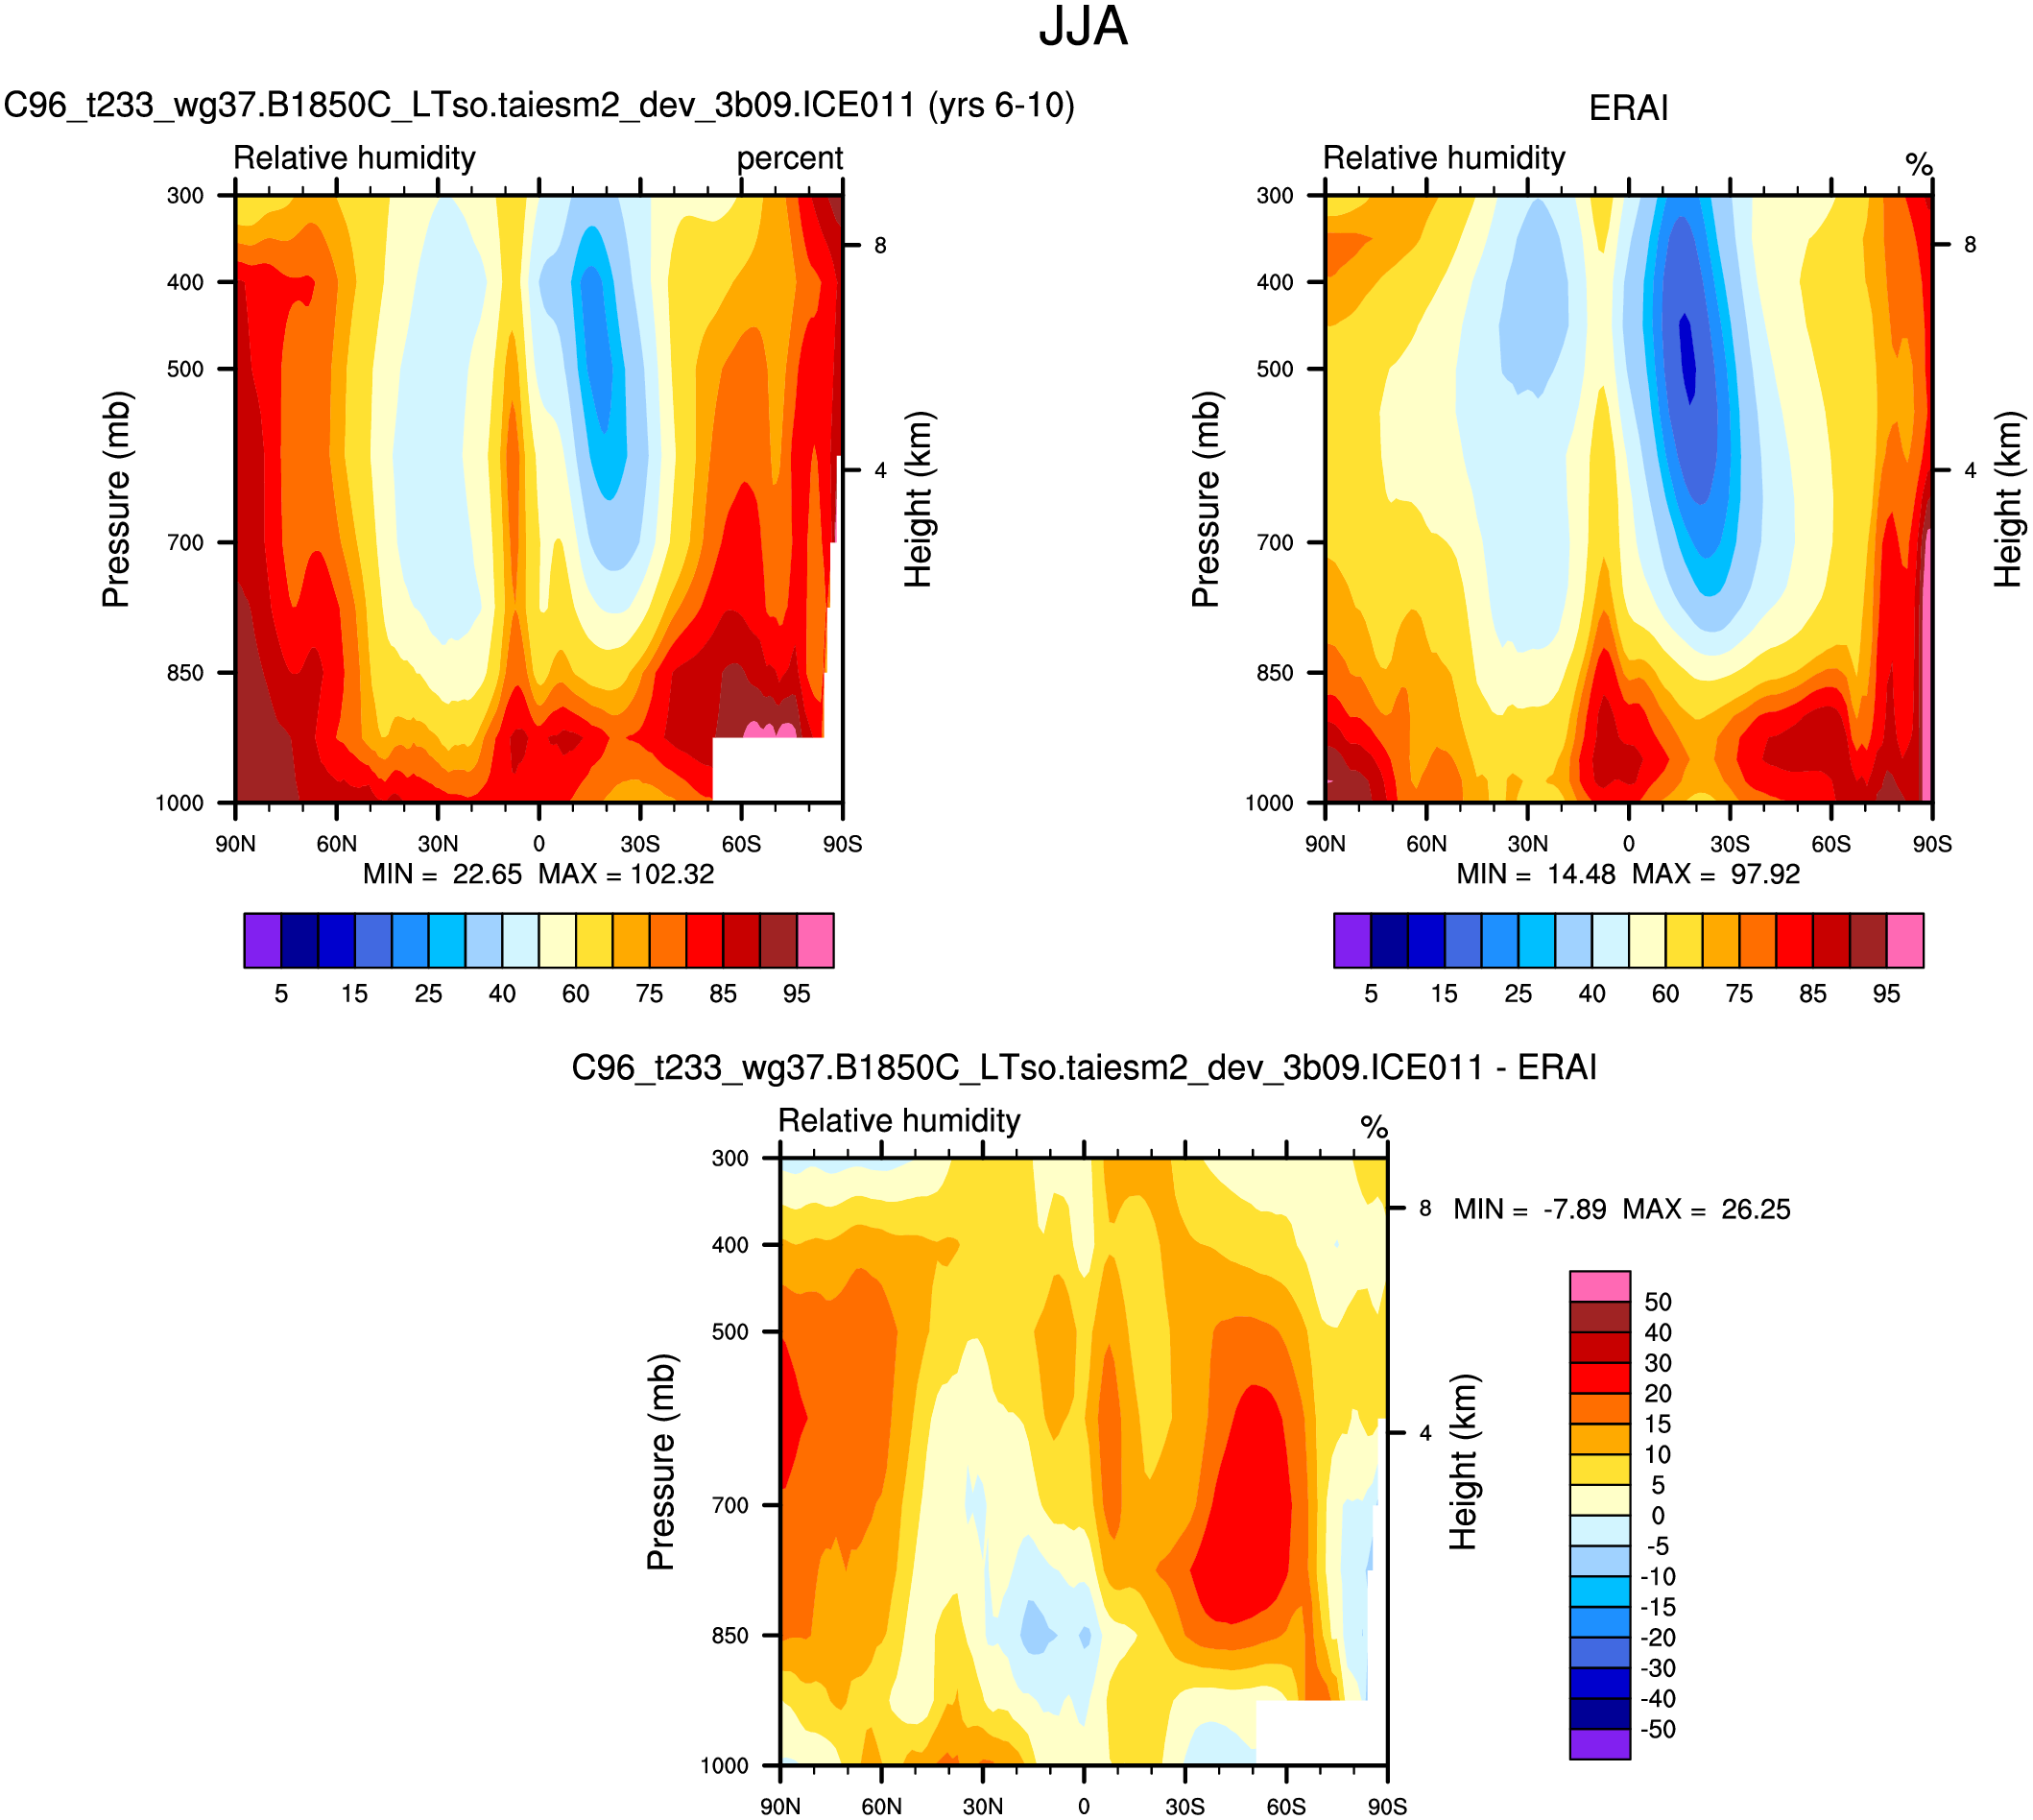 JJA
C96_t233_wg37.B1850C_LTso.taiesm2_dev_3b09.ICE011 (yrs 6-10)
ERAI
Relative humidity percent
Relative humidity %
Pressure (mb)
300
400
500
700
850
1000
8
4
Height (km)
90N 60N 30N 0 30S 60S 90S
MIN = 22.65 MAX = 102.32
5 15 25 40 60 75 85 95
Pressure (mb)
300
400
500
700
850
1000
8
4
Height (km)
90N 60N 30N 0 30S 60S 90S
MIN = 14.48 MAX = 97.92
5 15 25 40 60 75 85 95
C96_t233_wg37.B1850C_LTso.taiesm2_dev_3b09.ICE011 - ERAI
Relative humidity %
Pressure (mb)
300
400
500
700
850
1000
8
4
Height (km)
90N 60N 30N 0 30S 60S 90S
MIN = -7.89 MAX = 26.25
50
40
30
20
15
10
5
0
-5
-10
-15
-20
-30
-40
-50